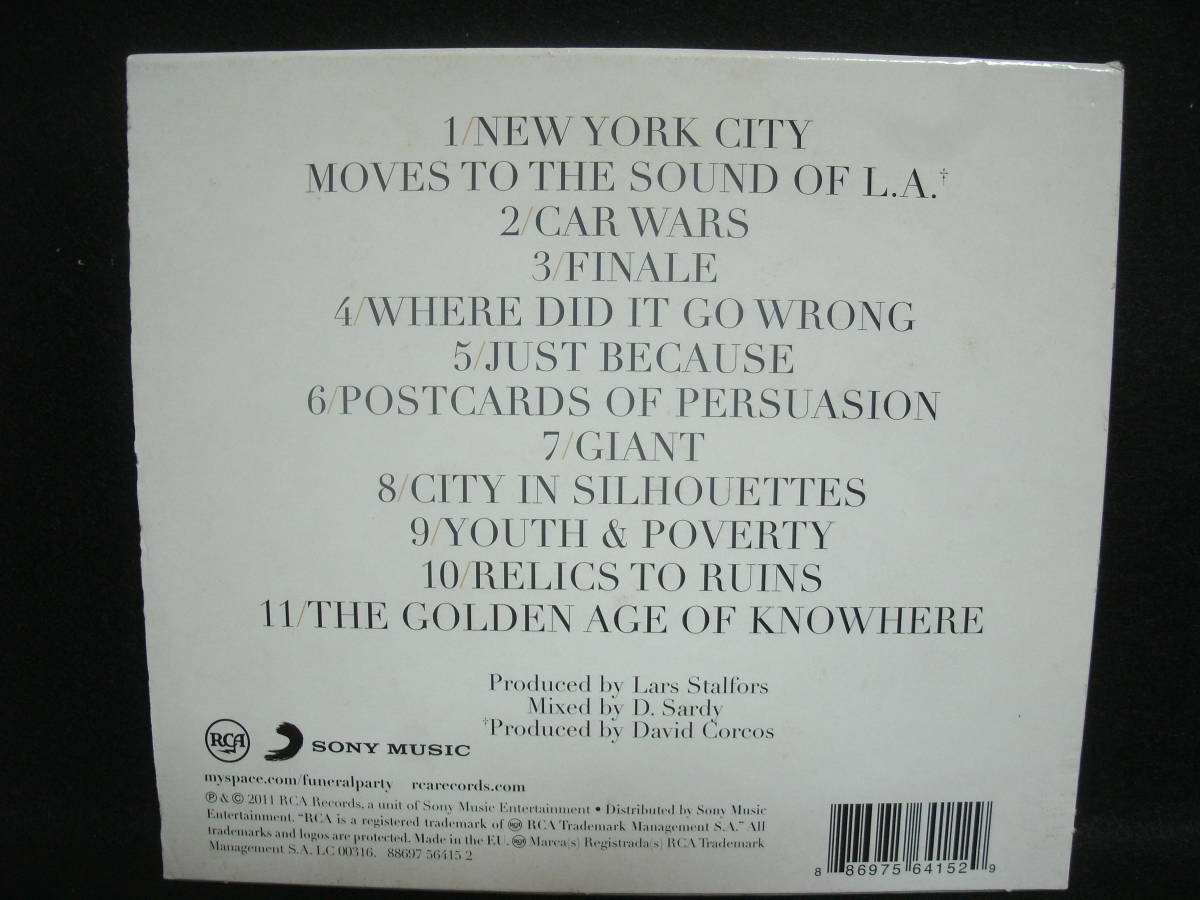 1/NEW YORK CITY
MOVES TO THE SOUND OF L.A.†
2/CAR WARS
3/FINALE
4/WHERE DID IT GO WRONG
5/JUST BECAUSE
6/POSTCARDS OF PERSUASION
7/GIANT
8/CITY IN SILHOUETTES
9/YOUTH & POVERTY
10/RELICS TO RUINS
11/THE GOLDEN AGE OF KNOWHERE
Produced by Lars Stalfors
Mixed by D. Sardy
†Produced by David Corcos
RCA SONY MUSIC
myspace.com/funeralparty rcarecords.com
℗ & © 2011 RCA Records, a unit of Sony Music Entertainment • Distributed by Sony Music
Entertainment. "RCA is a registered trademark of RCA RCA Trademark Management S.A." All
trademarks and logos are protected. Made in the EU. RCA Marca(s) Registrada(s) RCA Trademark
Management S.A. LC 00316. 88697 56415 2
8 86975 64152 9